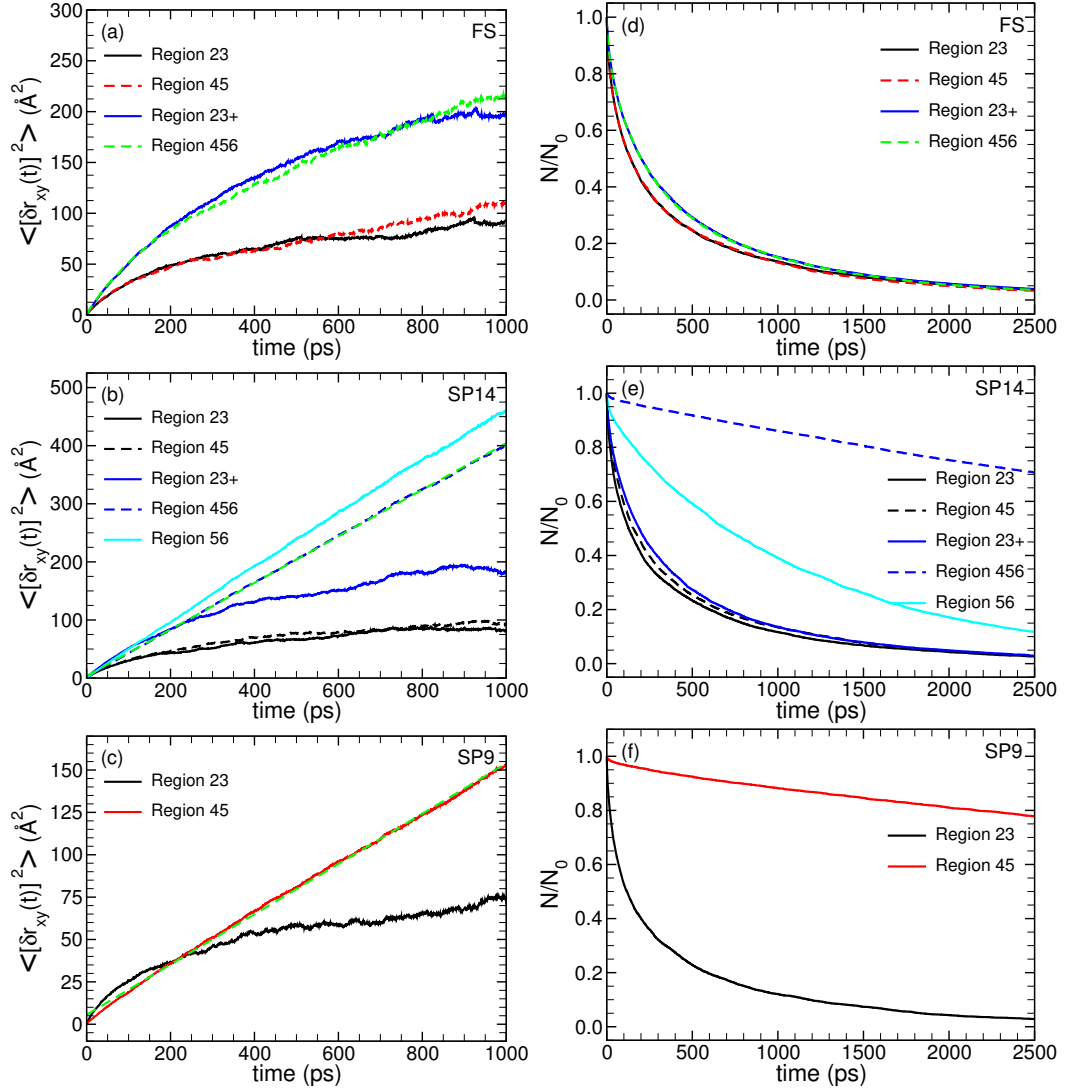 (a)
FS
<[δr_xy(t)]²> (Å²)
300
250
200
150
100
50
0
Region 23
Region 45
Region 23+
Region 456
0 200 400 600 800 1000
time (ps)
(d)
FS
N/N_0
1.0
0.8
0.6
0.4
0.2
0.0
Region 23
Region 45
Region 23+
Region 456
0 500 1000 1500 2000 2500
time (ps)
(b)
SP14
<[δr_xy(t)]²> (Å²)
500
400
300
200
100
0
Region 23
Region 45
Region 23+
Region 456
Region 56
0 200 400 600 800 1000
time (ps)
(e)
SP14
N/N_0
1.0
0.8
0.6
0.4
0.2
0.0
Region 23
Region 45
Region 23+
Region 456
Region 56
0 500 1000 1500 2000 2500
time (ps)
(c)
SP9
<[δr_xy(t)]²> (Å²)
150
125
100
75
50
25
0
Region 23
Region 45
0 200 400 600 800 1000
time (ps)
(f)
SP9
N/N_0
1.0
0.8
0.6
0.4
0.2
0.0
Region 23
Region 45
0 500 1000 1500 2000 2500
time (ps)